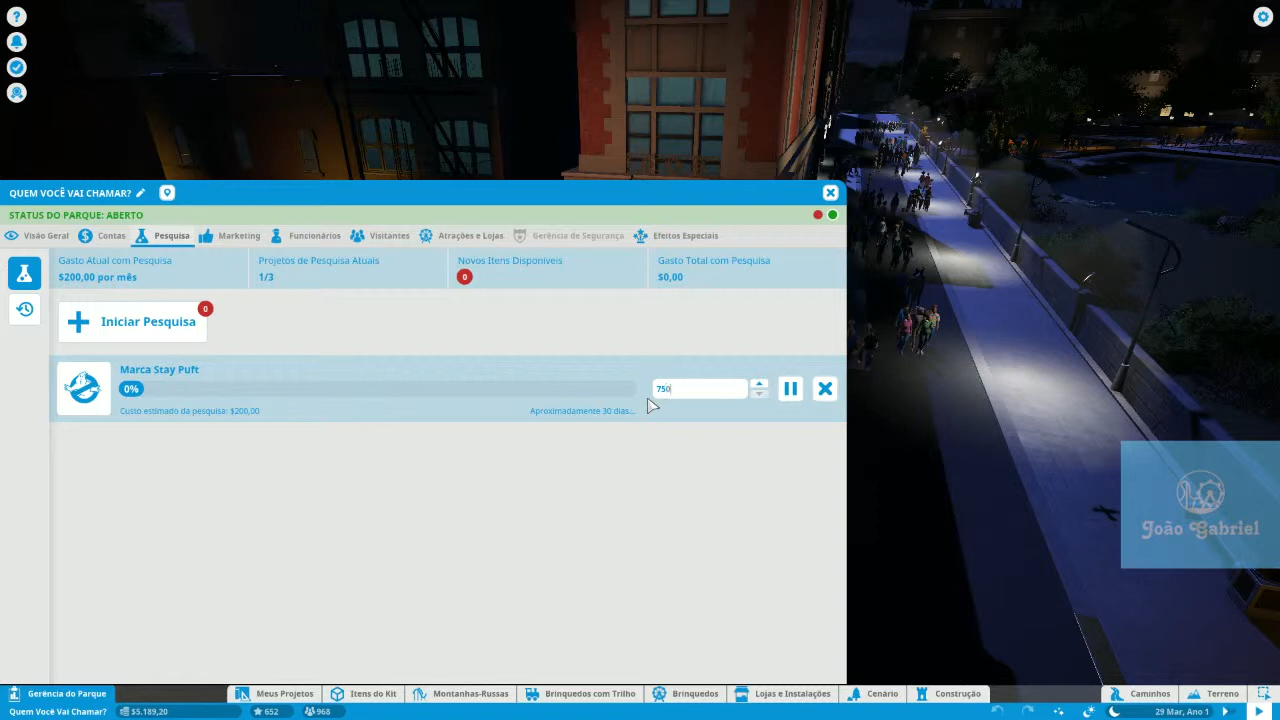 QUEM VOCÊ VAI CHAMAR?
STATUS DO PARQUE: ABERTO
Visão Geral
Contas
Pesquisa
Marketing
Funcionários
Visitantes
Atrações e Lojas
Gerência de Segurança
Efeitos Especiais
Gasto Atual com Pesquisa
$200,00 por mês
Projetos de Pesquisa Atuais
1/3
Novos Itens Disponíveis
0
Gasto Total com Pesquisa
$0,00
Iniciar Pesquisa
0
Marca Stay Puft
0%
750
Custo estimado da pesquisa: $200,00
Aproximadamente 30 dias...
João Gabriel
Gerência do Parque
Meus Projetos
Itens do Kit
Montanhas-Russas
Brinquedos com Trilho
Brinquedos
Lojas e Instalações
Cenário
Construção
Caminhos
Terreno
Quem Você Vai Chamar?
$5.189,20
652
968
29 Mar, Ano 1